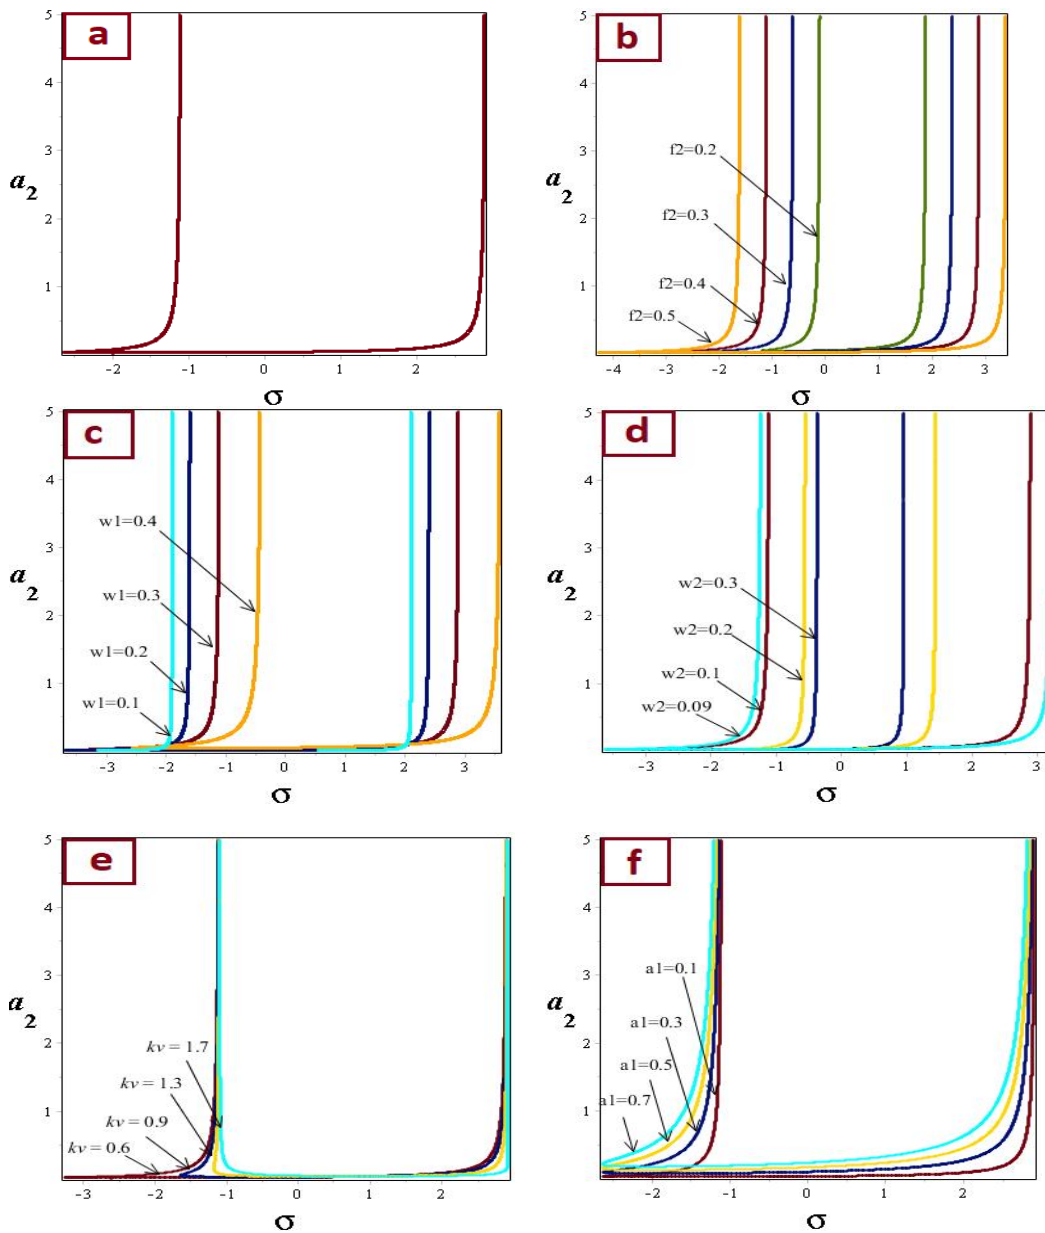 a
5
4
3
2
1
a2
-2
-1
0
1
2
σ
b
5
4
3
2
1
a2
f2=0.2
f2=0.3
f2=0.4
f2=0.5
-4
-3
-2
-1
0
1
2
3
σ
c
5
4
3
2
1
a2
w1=0.4
w1=0.3
w1=0.2
w1=0.1
-3
-2
-1
0
1
2
3
σ
d
5
4
3
2
1
a2
w2=0.3
w2=0.2
w2=0.1
w2=0.09
-3
-2
-1
0
1
2
3
σ
e
5
4
3
2
1
a2
kv = 1.7
kv = 1.3
kv = 0.9
kv = 0.6
-3
-2
-1
0
1
2
σ
f
5
4
3
2
1
a2
a1=0.1
a1=0.3
a1=0.5
a1=0.7
-2
-1
0
1
2
σ